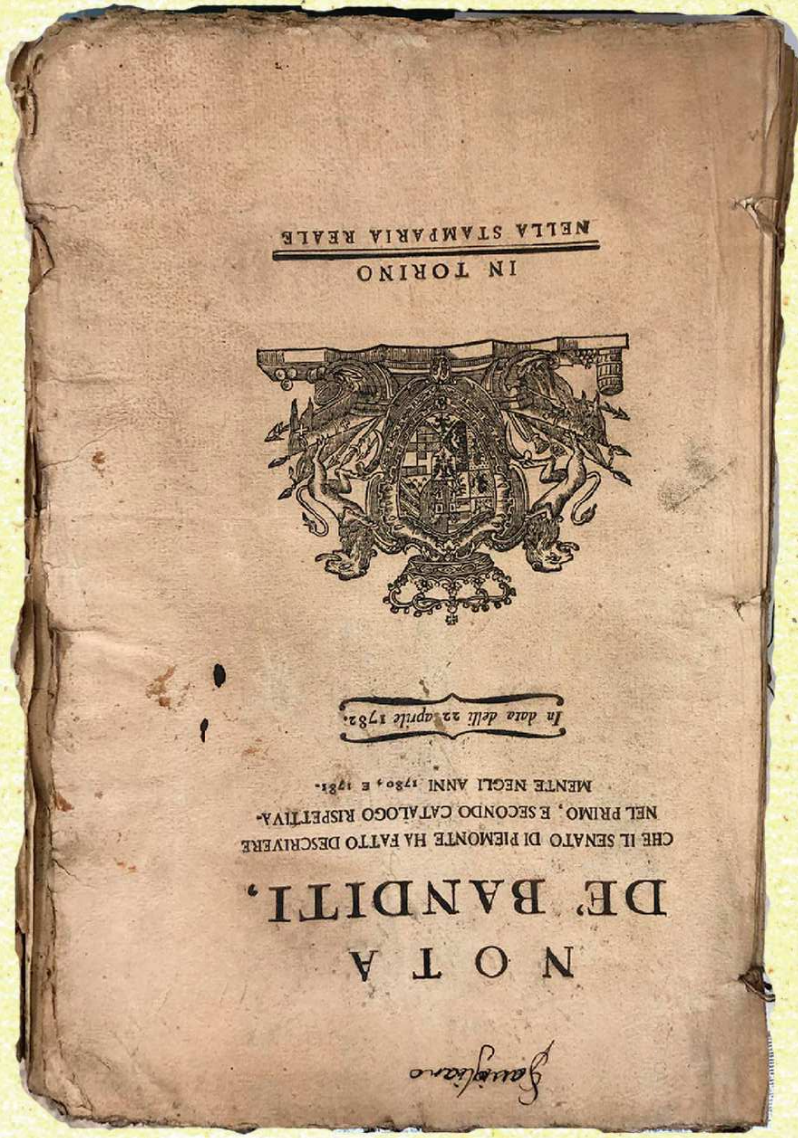 Savigliano
NOTA
DE' BANDITI,
CHE IL SENATO DI PIEMONTE HA FATTO DESCRIVERE
NEL PRIMO, E SECONDO CATALOGO RISPETTIVA-
MENTE NEGLI ANNI 1780, E 1781.
In data delli 22 aprile 1782.
IN TORINO
NELLA STAMPARIA REALE